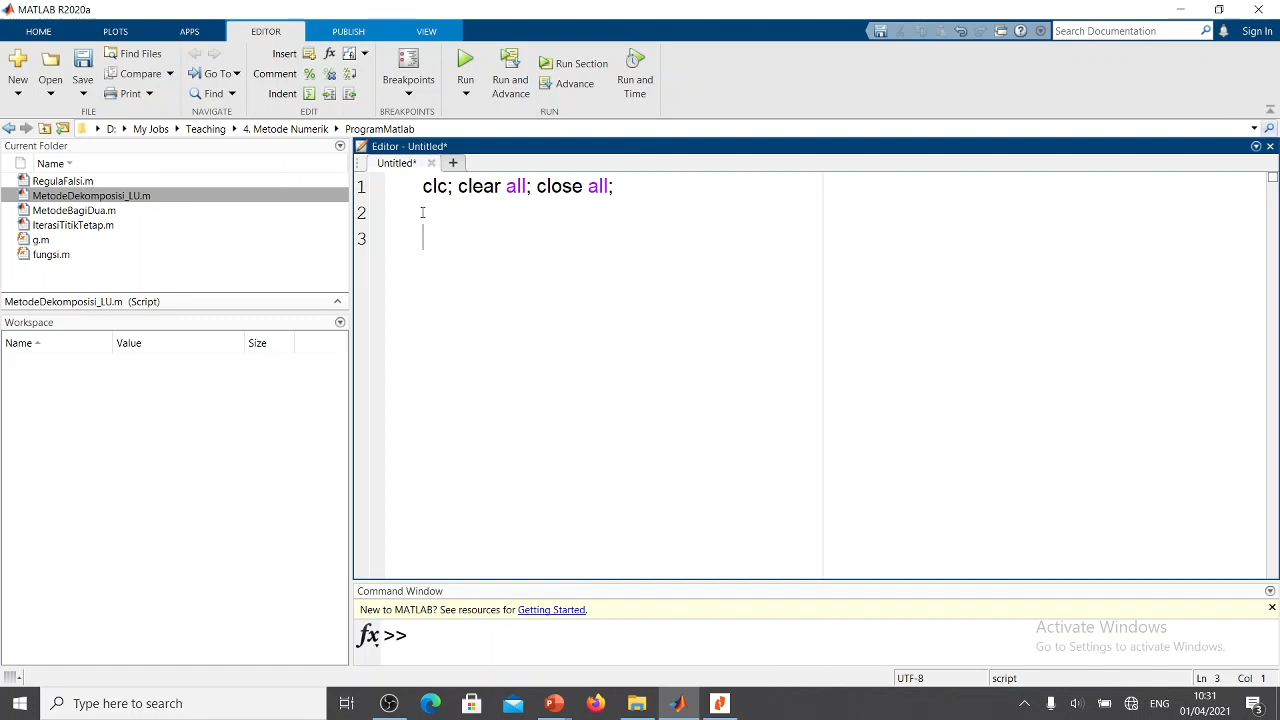 MATLAB R2020a
HOME PLOTS APPS EDITOR PUBLISH VIEW Search Documentation Sign In
New Open Save Find Files Compare Print Go To Find Insert Comment Indent Breakpoints Run Run and Advance Run Section Advance Run and Time
FILE NAVIGATE EDIT BREAKPOINTS RUN
D: My Jobs Teaching 4. Metode Numerik ProgramMatlab
Current Folder
Name
RegulaFalsi.m
MetodeDekomposisi_LU.m
MetodeBagiDua.m
IterasiTitikTetap.m
g.m
fungsi.m
MetodeDekomposisi_LU.m (Script)
Workspace
Name Value Size
Editor - Untitled*
Untitled*
1 clc; clear all; close all;
2
3
Command Window
New to MATLAB? See resources for Getting Started.
fx >>
Activate Windows
Go to Settings to activate Windows.
UTF-8 script Ln 3 Col 1
Type here to search
ENG
10:31
01/04/2021
3